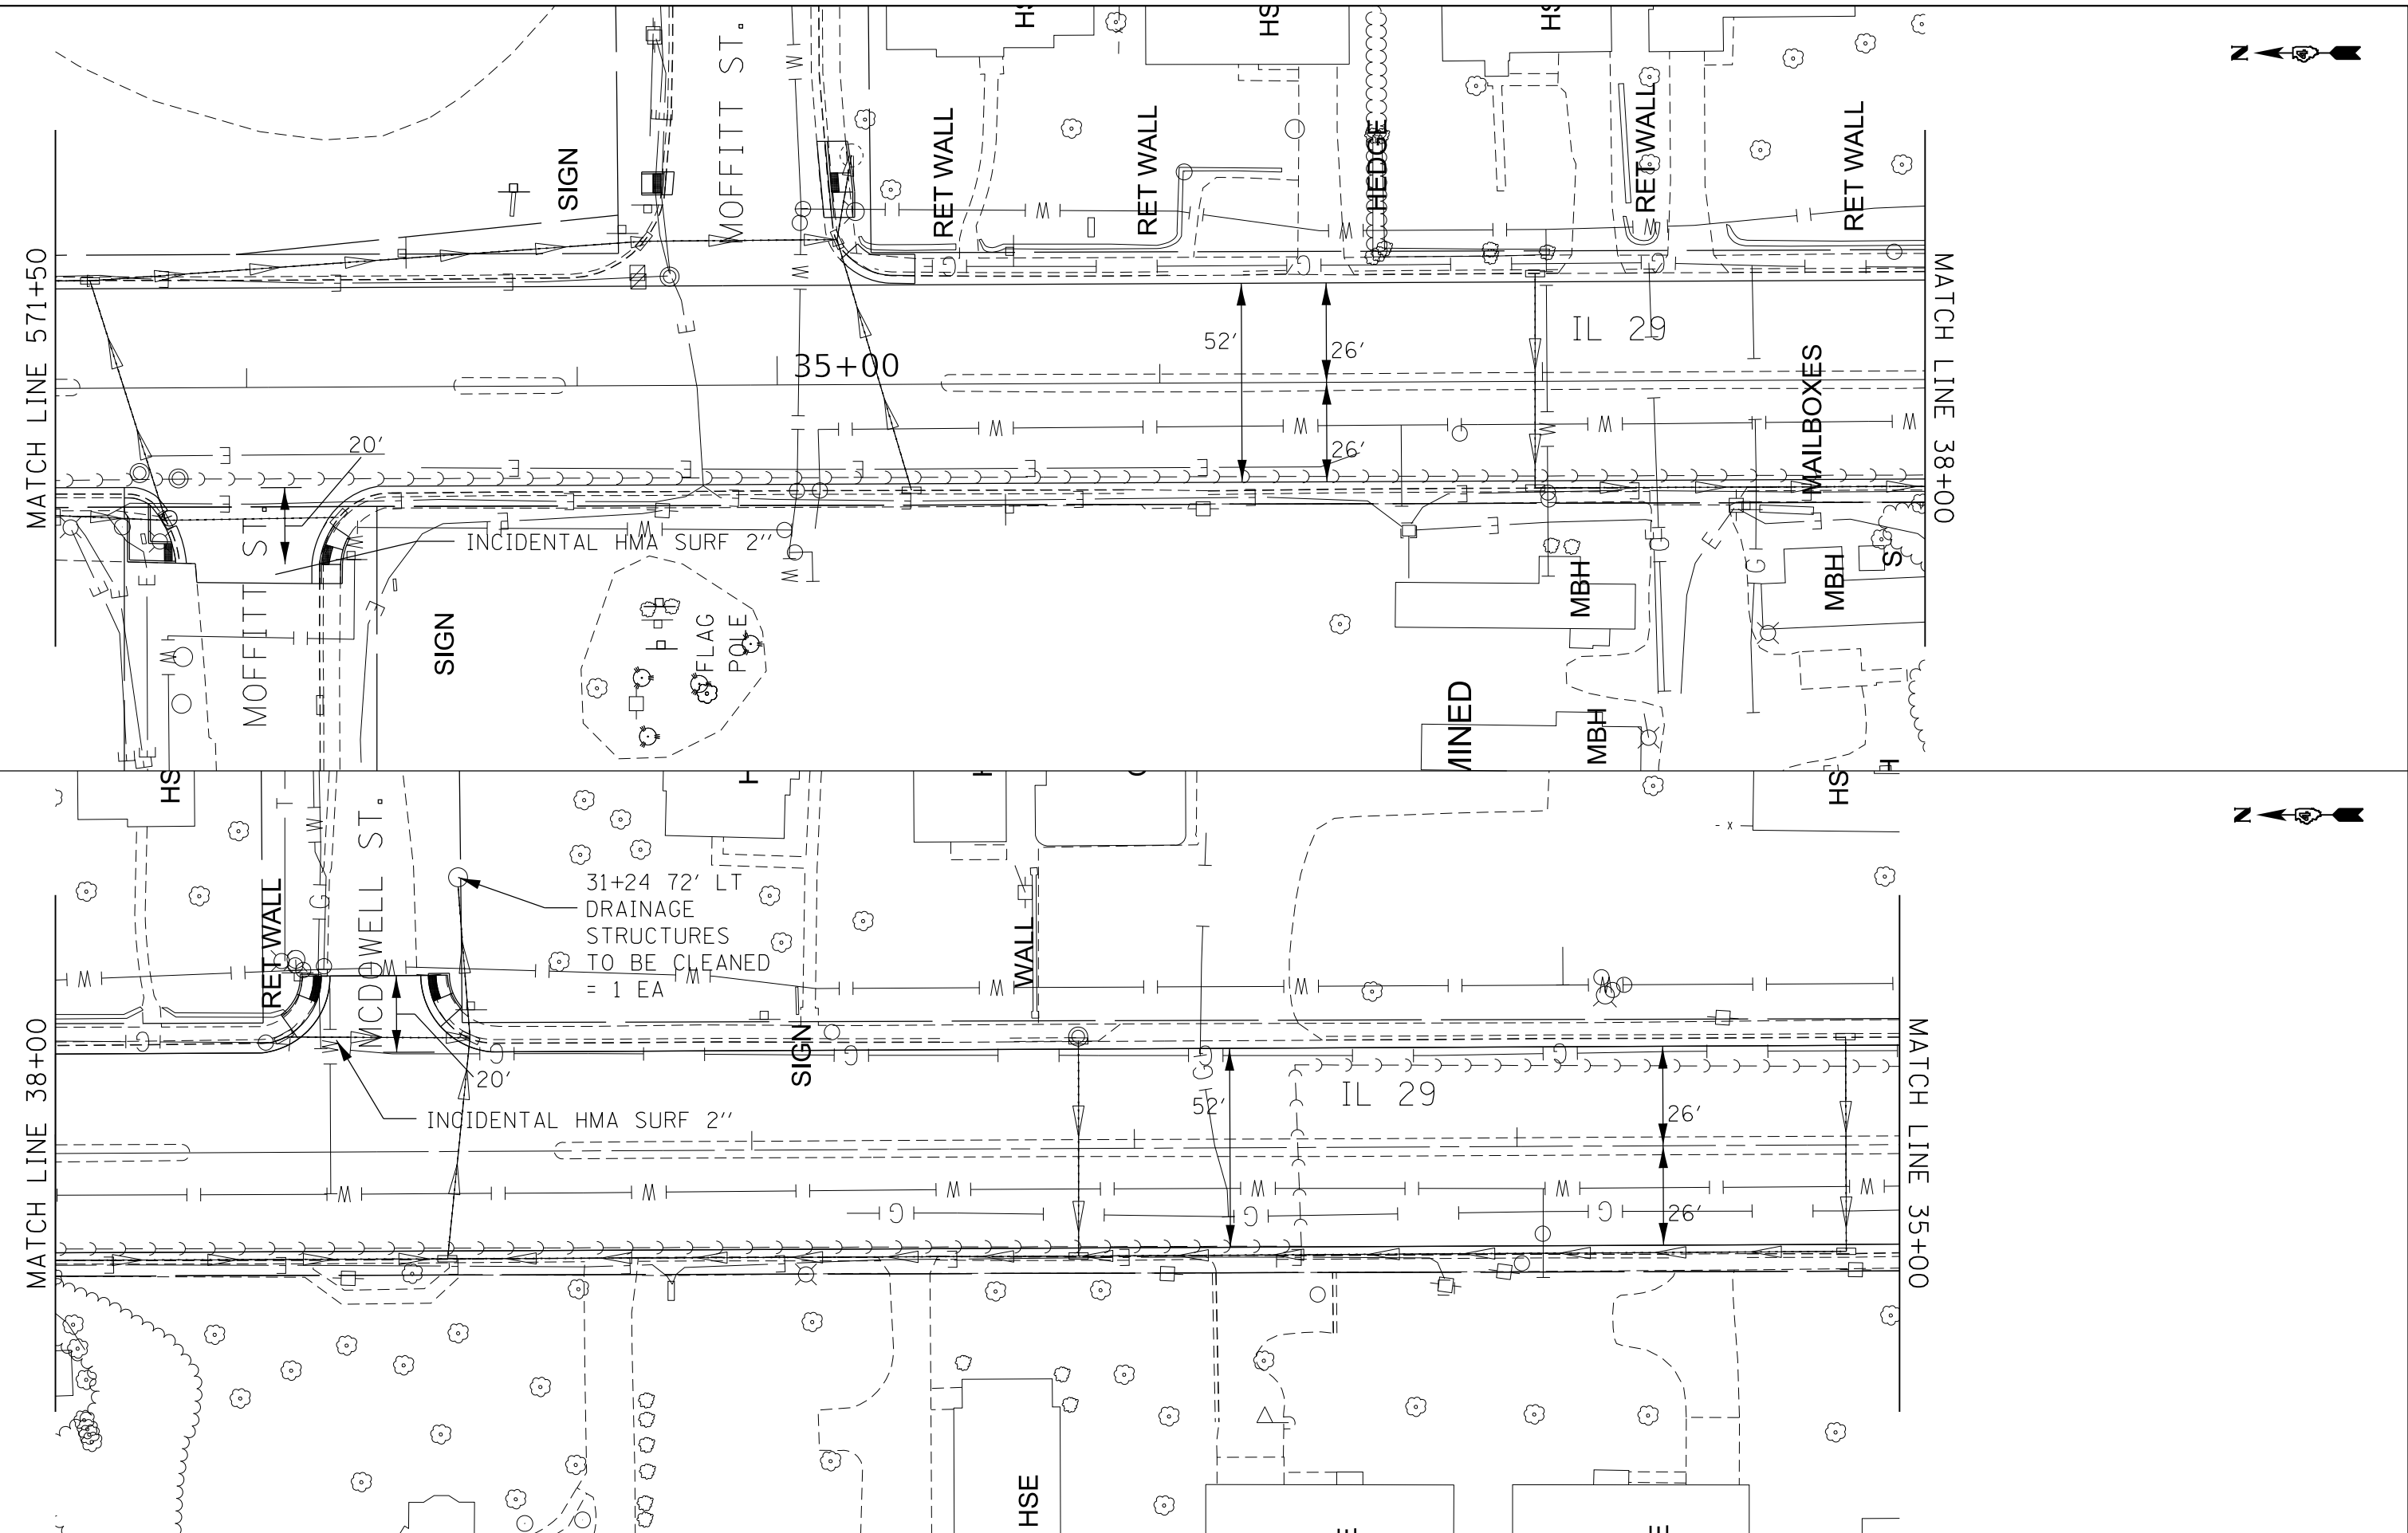 HS
HS
HS
N
MOFFITT ST.
SIGN
RET WALL
RET WALL
HEDGE
RET WALL
RET WALL
MATCH LINE 571+50
MATCH LINE 38+00
IL 29
52'
26'
26'
35+00
MAILBOXES
20'
INCIDENTAL HMA SURF 2''
MOFFITT ST.
SIGN
FLAG
POLE
MBH
MBH
MBH
S
MINED
HS
HS
H
N
MCDOWELL ST.
RET WALL
31+24 72' LT
DRAINAGE
STRUCTURES
TO BE CLEANED
= 1 EA
WALL
SIGN
MATCH LINE 38+00
MATCH LINE 35+00
20'
INCIDENTAL HMA SURF 2''
IL 29
52'
26'
26'
HSE
E
E